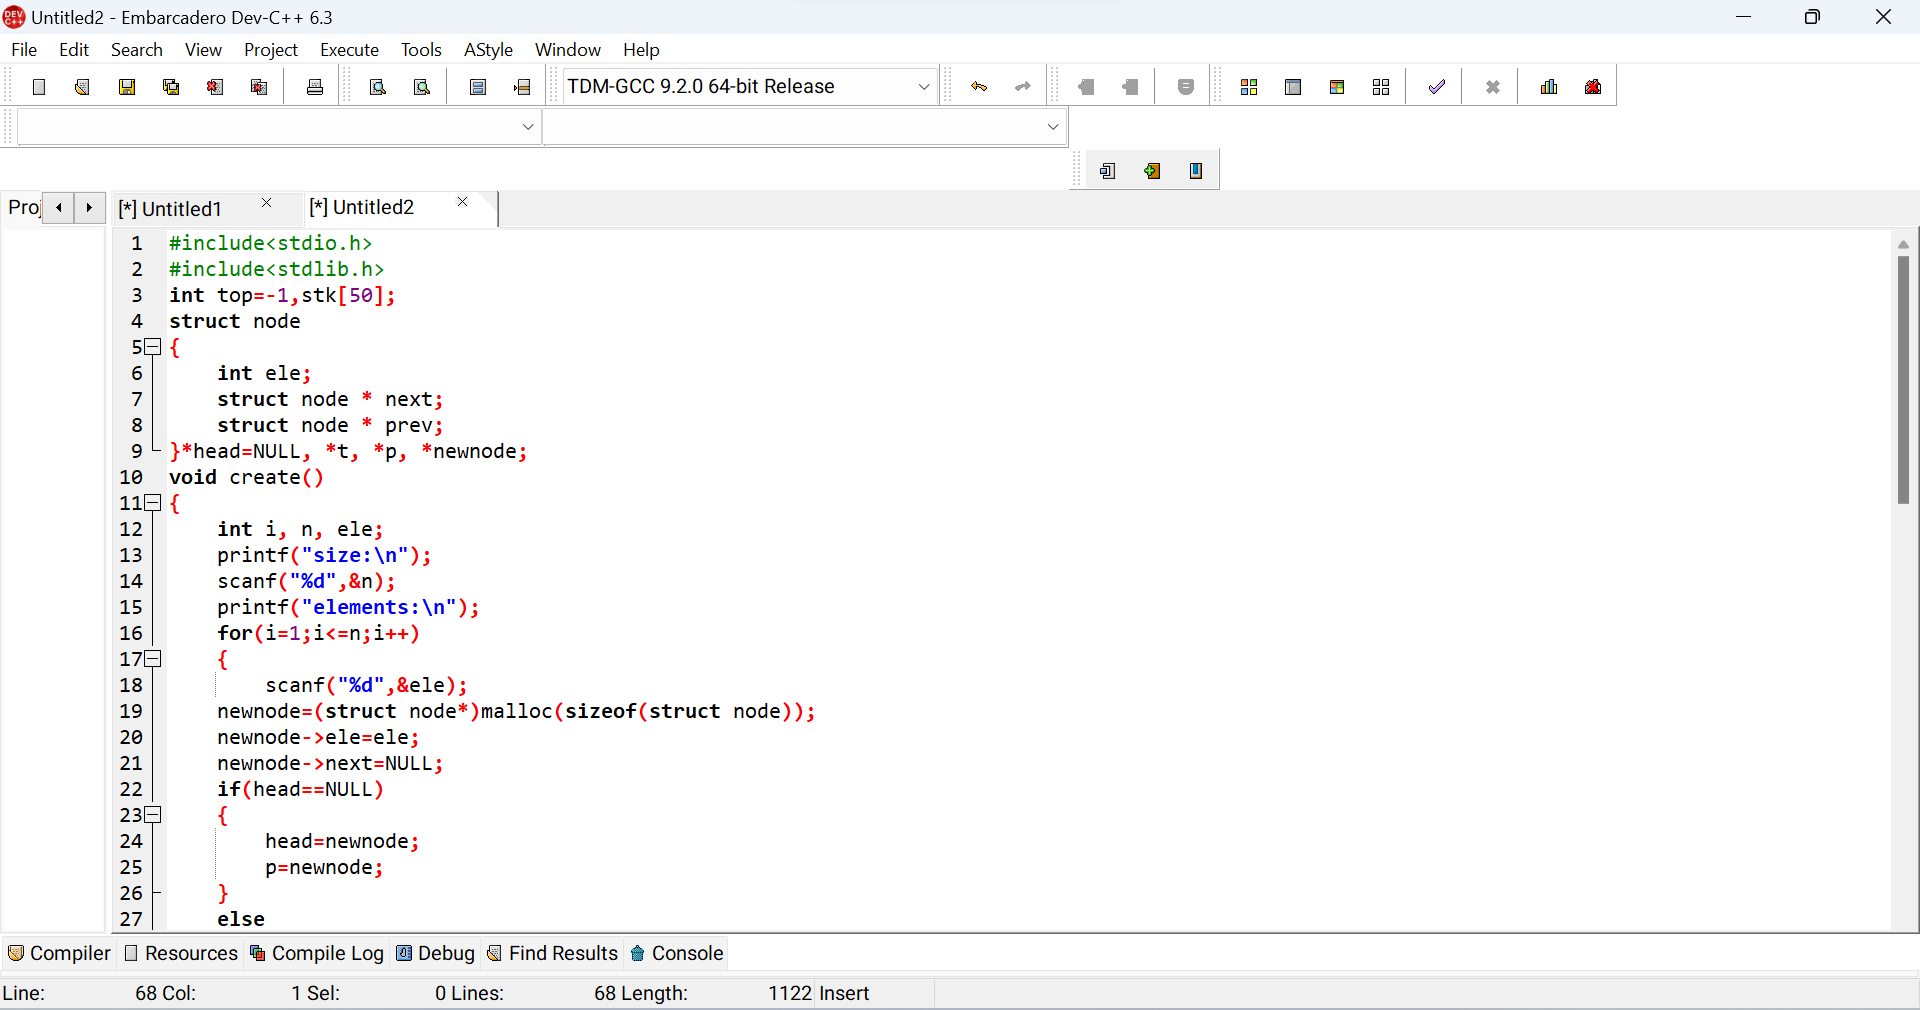 Untitled2 - Embarcadero Dev-C++ 6.3
File Edit Search View Project Execute Tools AStyle Window Help
TDM-GCC 9.2.0 64-bit Release
Proj [*] Untitled1 [*] Untitled2
1 #include<stdio.h>
2 #include<stdlib.h>
3 int top=-1,stk[50];
4 struct node
5 {
6 int ele;
7 struct node * next;
8 struct node * prev;
9 }*head=NULL, *t, *p, *newnode;
10 void create()
11 {
12 int i, n, ele;
13 printf("size:\n");
14 scanf("%d",&n);
15 printf("elements:\n");
16 for(i=1;i<=n;i++)
17 {
18 scanf("%d",&ele);
19 newnode=(struct node*)malloc(sizeof(struct node));
20 newnode->ele=ele;
21 newnode->next=NULL;
22 if(head==NULL)
23 {
24 head=newnode;
25 p=newnode;
26 }
27 else
Compiler Resources Compile Log Debug Find Results Console
Line: 68 Col: 1 Sel: 0 Lines: 68 Length: 1122 Insert